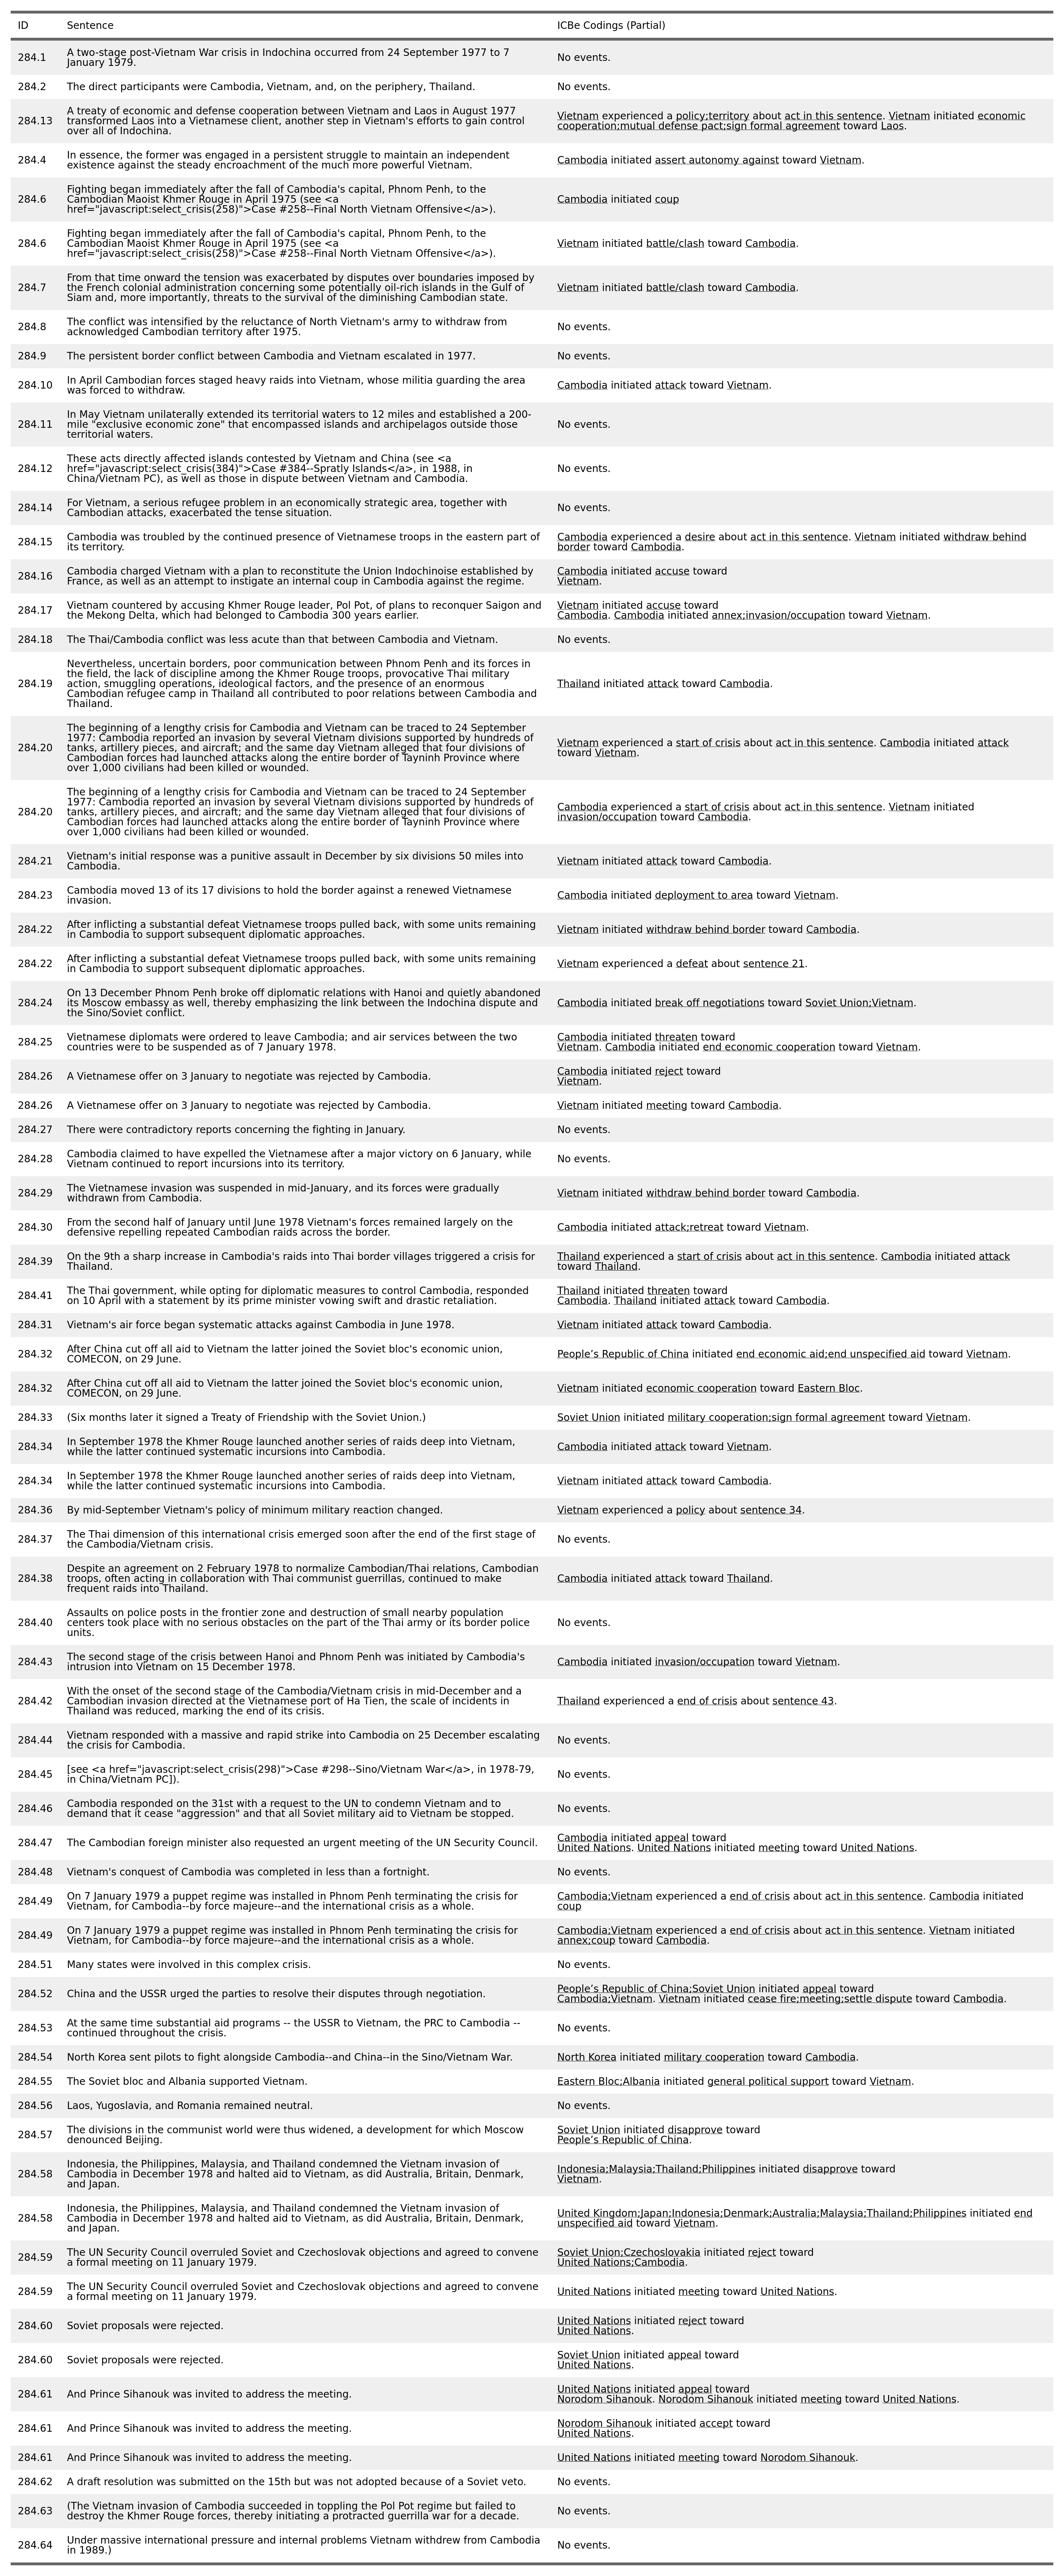 ID Sentence ICBe Codings (Partial)
284.1 A two-stage post-Vietnam War crisis in Indochina occurred from 24 September 1977 to 7
January 1979. No events.
284.2 The direct participants were Cambodia, Vietnam, and, on the periphery, Thailand. No events.
284.13 A treaty of economic and defense cooperation between Vietnam and Laos in August 1977
transformed Laos into a Vietnamese client, another step in Vietnam's efforts to gain control
over all of Indochina.
Vietnam experienced a policy;territory about act in this sentence. Vietnam initiated economic
cooperation;mutual defense pact;sign formal agreement toward Laos.
284.4 In essence, the former was engaged in a persistent struggle to maintain an independent
existence against the steady encroachment of the much more powerful Vietnam.
Cambodia initiated assert autonomy against toward Vietnam.
284.6 Fighting began immediately after the fall of Cambodia's capital, Phnom Penh, to the
Cambodian Maoist Khmer Rouge in April 1975 (see <a
href="javascript:select_crisis(258)">Case #258--Final North Vietnam Offensive</a>).
Cambodia initiated coup
284.6 Fighting began immediately after the fall of Cambodia's capital, Phnom Penh, to the
Cambodian Maoist Khmer Rouge in April 1975 (see <a
href="javascript:select_crisis(258)">Case #258--Final North Vietnam Offensive</a>).
Vietnam initiated battle/clash toward Cambodia.
284.7 From that time onward the tension was exacerbated by disputes over boundaries imposed by
the French colonial administration concerning some potentially oil-rich islands in the Gulf of
Siam and, more importantly, threats to the survival of the diminishing Cambodian state.
Vietnam initiated battle/clash toward Cambodia.
284.8 The conflict was intensified by the reluctance of North Vietnam's army to withdraw from
acknowledged Cambodian territory after 1975.
No events.
284.9 The persistent border conflict between Cambodia and Vietnam escalated in 1977. No events.
284.10 In April Cambodian forces staged heavy raids into Vietnam, whose militia guarding the area
was forced to withdraw.
Cambodia initiated attack toward Vietnam.
284.11 In May Vietnam unilaterally extended its territorial waters to 12 miles and established a 200-
mile "exclusive economic zone" that encompassed islands and archipelagos outside those
territorial waters.
No events.
284.12 These acts directly affected islands contested by Vietnam and China (see <a
href="javascript:select_crisis(384)">Case #384--Spratly Islands</a>, in 1988, in
China/Vietnam PC), as well as those in dispute between Vietnam and Cambodia.
No events.
284.14 For Vietnam, a serious refugee problem in an economically strategic area, together with
Cambodian attacks, exacerbated the tense situation.
No events.
284.15 Cambodia was troubled by the continued presence of Vietnamese troops in the eastern part of
its territory.
Cambodia experienced a desire about act in this sentence. Vietnam initiated withdraw behind
border toward Cambodia.
284.16 Cambodia charged Vietnam with a plan to reconstitute the Union Indochinoise established by
France, as well as an attempt to instigate an internal coup in Cambodia against the regime.
Cambodia initiated accuse toward
Vietnam.
284.17 Vietnam countered by accusing Khmer Rouge leader, Pol Pot, of plans to reconquer Saigon and
the Mekong Delta, which had belonged to Cambodia 300 years earlier.
Vietnam initiated accuse toward
Cambodia. Cambodia initiated annex;invasion/occupation toward Vietnam.
284.18 The Thai/Cambodia conflict was less acute than that between Cambodia and Vietnam. No events.
284.19 Nevertheless, uncertain borders, poor communication between Phnom Penh and its forces in
the field, the lack of discipline among the Khmer Rouge troops, provocative Thai military
action, smuggling operations, ideological factors, and the presence of an enormous
Cambodian refugee camp in Thailand all contributed to poor relations between Cambodia and
Thailand.
Thailand initiated attack toward Cambodia.
284.20 The beginning of a lengthy crisis for Cambodia and Vietnam can be traced to 24 September
1977: Cambodia reported an invasion by several Vietnam divisions supported by hundreds of
tanks, artillery pieces, and aircraft; and the same day Vietnam alleged that four divisions of
Cambodian forces had launched attacks along the entire border of Tayninh Province where
over 1,000 civilians had been killed or wounded.
Vietnam experienced a start of crisis about act in this sentence. Cambodia initiated attack
toward Vietnam.
284.20 The beginning of a lengthy crisis for Cambodia and Vietnam can be traced to 24 September
1977: Cambodia reported an invasion by several Vietnam divisions supported by hundreds of
tanks, artillery pieces, and aircraft; and the same day Vietnam alleged that four divisions of
Cambodian forces had launched attacks along the entire border of Tayninh Province where
over 1,000 civilians had been killed or wounded.
Cambodia experienced a start of crisis about act in this sentence. Vietnam initiated
invasion/occupation toward Cambodia.
284.21 Vietnam's initial response was a punitive assault in December by six divisions 50 miles into
Cambodia.
Vietnam initiated attack toward Cambodia.
284.23 Cambodia moved 13 of its 17 divisions to hold the border against a renewed Vietnamese
invasion.
Cambodia initiated deployment to area toward Vietnam.
284.22 After inflicting a substantial defeat Vietnamese troops pulled back, with some units remaining
in Cambodia to support subsequent diplomatic approaches.
Vietnam initiated withdraw behind border toward Cambodia.
284.22 After inflicting a substantial defeat Vietnamese troops pulled back, with some units remaining
in Cambodia to support subsequent diplomatic approaches.
Vietnam experienced a defeat about sentence 21.
284.24 On 13 December Phnom Penh broke off diplomatic relations with Hanoi and quietly abandoned
its Moscow embassy as well, thereby emphasizing the link between the Indochina dispute and
the Sino/Soviet conflict.
Cambodia initiated break off negotiations toward Soviet Union;Vietnam.
284.25 Vietnamese diplomats were ordered to leave Cambodia; and air services between the two
countries were to be suspended as of 7 January 1978.
Cambodia initiated threaten toward
Vietnam. Cambodia initiated end economic cooperation toward Vietnam.
284.26 A Vietnamese offer on 3 January to negotiate was rejected by Cambodia.
Cambodia initiated reject toward
Vietnam.
284.26 A Vietnamese offer on 3 January to negotiate was rejected by Cambodia. Vietnam initiated meeting toward Cambodia.
284.27 There were contradictory reports concerning the fighting in January. No events.
284.28 Cambodia claimed to have expelled the Vietnamese after a major victory on 6 January, while
Vietnam continued to report incursions into its territory.
No events.
284.29 The Vietnamese invasion was suspended in mid-January, and its forces were gradually
withdrawn from Cambodia.
Vietnam initiated withdraw behind border toward Cambodia.
284.30 From the second half of January until June 1978 Vietnam's forces remained largely on the
defensive repelling repeated Cambodian raids across the border.
Cambodia initiated attack;retreat toward Vietnam.
284.39 On the 9th a sharp increase in Cambodia's raids into Thai border villages triggered a crisis for
Thailand.
Thailand experienced a start of crisis about act in this sentence. Cambodia initiated attack
toward Thailand.
284.41 The Thai government, while opting for diplomatic measures to control Cambodia, responded
on 10 April with a statement by its prime minister vowing swift and drastic retaliation.
Thailand initiated threaten toward
Cambodia. Thailand initiated attack toward Cambodia.
284.31 Vietnam's air force began systematic attacks against Cambodia in June 1978. Vietnam initiated attack toward Cambodia.
284.32 After China cut off all aid to Vietnam the latter joined the Soviet bloc's economic union,
COMECON, on 29 June.
People’s Republic of China initiated end economic aid;end unspecified aid toward Vietnam.
284.32 After China cut off all aid to Vietnam the latter joined the Soviet bloc's economic union,
COMECON, on 29 June.
Vietnam initiated economic cooperation toward Eastern Bloc.
284.33 (Six months later it signed a Treaty of Friendship with the Soviet Union.) Soviet Union initiated military cooperation;sign formal agreement toward Vietnam.
284.34 In September 1978 the Khmer Rouge launched another series of raids deep into Vietnam,
while the latter continued systematic incursions into Cambodia.
Cambodia initiated attack toward Vietnam.
284.34 In September 1978 the Khmer Rouge launched another series of raids deep into Vietnam,
while the latter continued systematic incursions into Cambodia.
Vietnam initiated attack toward Cambodia.
284.36 By mid-September Vietnam's policy of minimum military reaction changed. Vietnam experienced a policy about sentence 34.
284.37 The Thai dimension of this international crisis emerged soon after the end of the first stage of
the Cambodia/Vietnam crisis.
No events.
284.38 Despite an agreement on 2 February 1978 to normalize Cambodian/Thai relations, Cambodian
troops, often acting in collaboration with Thai communist guerrillas, continued to make
frequent raids into Thailand.
Cambodia initiated attack toward Thailand.
284.40 Assaults on police posts in the frontier zone and destruction of small nearby population
centers took place with no serious obstacles on the part of the Thai army or its border police
units.
No events.
284.43 The second stage of the crisis between Hanoi and Phnom Penh was initiated by Cambodia's
intrusion into Vietnam on 15 December 1978.
Cambodia initiated invasion/occupation toward Vietnam.
284.42 With the onset of the second stage of the Cambodia/Vietnam crisis in mid-December and a
Cambodian invasion directed at the Vietnamese port of Ha Tien, the scale of incidents in
Thailand was reduced, marking the end of its crisis.
Thailand experienced a end of crisis about sentence 43.
284.44 Vietnam responded with a massive and rapid strike into Cambodia on 25 December escalating
the crisis for Cambodia.
No events.
284.45 [see <a href="javascript:select_crisis(298)">Case #298--Sino/Vietnam War</a>, in 1978-79,
in China/Vietnam PC]).
No events.
284.46 Cambodia responded on the 31st with a request to the UN to condemn Vietnam and to
demand that it cease "aggression" and that all Soviet military aid to Vietnam be stopped.
No events.
284.47 The Cambodian foreign minister also requested an urgent meeting of the UN Security Council.
Cambodia initiated appeal toward
United Nations. United Nations initiated meeting toward United Nations.
284.48 Vietnam's conquest of Cambodia was completed in less than a fortnight. No events.
284.49 On 7 January 1979 a puppet regime was installed in Phnom Penh terminating the crisis for
Vietnam, for Cambodia--by force majeure--and the international crisis as a whole.
Cambodia;Vietnam experienced a end of crisis about act in this sentence. Cambodia initiated
coup
284.49 On 7 January 1979 a puppet regime was installed in Phnom Penh terminating the crisis for
Vietnam, for Cambodia--by force majeure--and the international crisis as a whole.
Cambodia;Vietnam experienced a end of crisis about act in this sentence. Vietnam initiated
annex;coup toward Cambodia.
284.51 Many states were involved in this complex crisis. No events.
284.52 China and the USSR urged the parties to resolve their disputes through negotiation.
People’s Republic of China;Soviet Union initiated appeal toward
Cambodia;Vietnam. Vietnam initiated cease fire;meeting;settle dispute toward Cambodia.
284.53 At the same time substantial aid programs -- the USSR to Vietnam, the PRC to Cambodia --
continued throughout the crisis.
No events.
284.54 North Korea sent pilots to fight alongside Cambodia--and China--in the Sino/Vietnam War. North Korea initiated military cooperation toward Cambodia.
284.55 The Soviet bloc and Albania supported Vietnam. Eastern Bloc;Albania initiated general political support toward Vietnam.
284.56 Laos, Yugoslavia, and Romania remained neutral. No events.
284.57 The divisions in the communist world were thus widened, a development for which Moscow
denounced Beijing.
Soviet Union initiated disapprove toward
People’s Republic of China.
284.58 Indonesia, the Philippines, Malaysia, and Thailand condemned the Vietnam invasion of
Cambodia in December 1978 and halted aid to Vietnam, as did Australia, Britain, Denmark,
and Japan.
Indonesia;Malaysia;Thailand;Philippines initiated disapprove toward
Vietnam.
284.58 Indonesia, the Philippines, Malaysia, and Thailand condemned the Vietnam invasion of
Cambodia in December 1978 and halted aid to Vietnam, as did Australia, Britain, Denmark,
and Japan.
United Kingdom;Japan;Indonesia;Denmark;Australia;Malaysia;Thailand;Philippines initiated end
unspecified aid toward Vietnam.
284.59 The UN Security Council overruled Soviet and Czechoslovak objections and agreed to convene
a formal meeting on 11 January 1979.
Soviet Union;Czechoslovakia initiated reject toward
United Nations;Cambodia.
284.59 The UN Security Council overruled Soviet and Czechoslovak objections and agreed to convene
a formal meeting on 11 January 1979.
United Nations initiated meeting toward United Nations.
284.60 Soviet proposals were rejected.
United Nations initiated reject toward
United Nations.
284.60 Soviet proposals were rejected.
Soviet Union initiated appeal toward
United Nations.
284.61 And Prince Sihanouk was invited to address the meeting.
United Nations initiated appeal toward
Norodom Sihanouk. Norodom Sihanouk initiated meeting toward United Nations.
284.61 And Prince Sihanouk was invited to address the meeting.
Norodom Sihanouk initiated accept toward
United Nations.
284.61 And Prince Sihanouk was invited to address the meeting. United Nations initiated meeting toward Norodom Sihanouk.
284.62 A draft resolution was submitted on the 15th but was not adopted because of a Soviet veto. No events.
284.63 (The Vietnam invasion of Cambodia succeeded in toppling the Pol Pot regime but failed to
destroy the Khmer Rouge forces, thereby initiating a protracted guerrilla war for a decade.
No events.
284.64 Under massive international pressure and internal problems Vietnam withdrew from Cambodia
in 1989.)
No events.